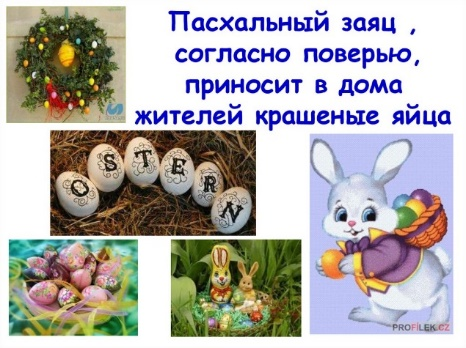 Пасхальный заяц ,
согласно поверью,
приносит в дома
жителей крашеные яйца
OSTERN
PROFILEK.CZ